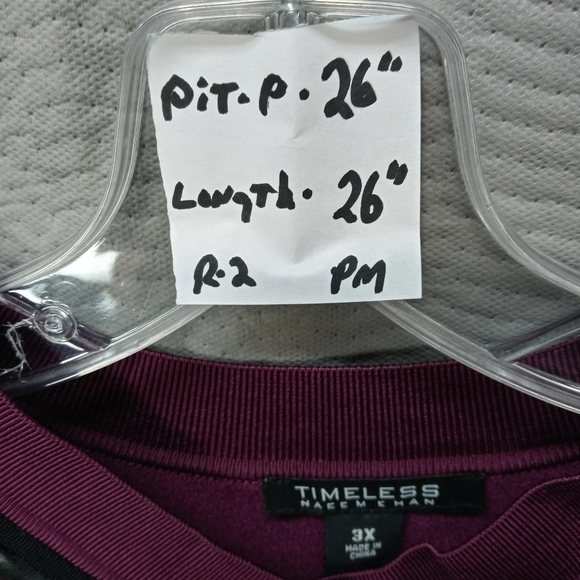 PiT. P. 26"
LengTh. 26"
R-2 PM
TIMELESS
NAEEM KHAN
3X
MADE IN
CHINA